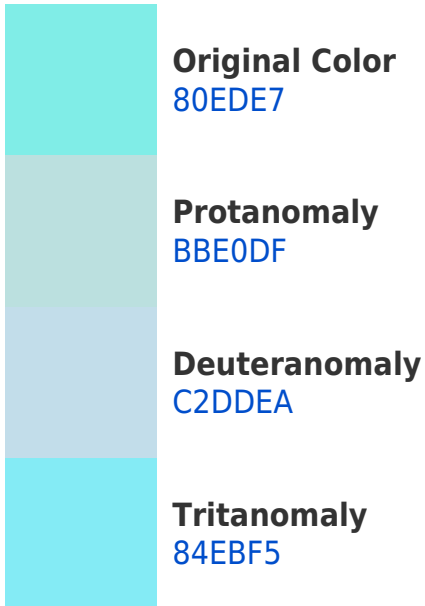 Original Color
80EDE7
Protanomaly
BBE0DF
Deuteranomaly
C2DDEA
Tritanomaly
84EBF5